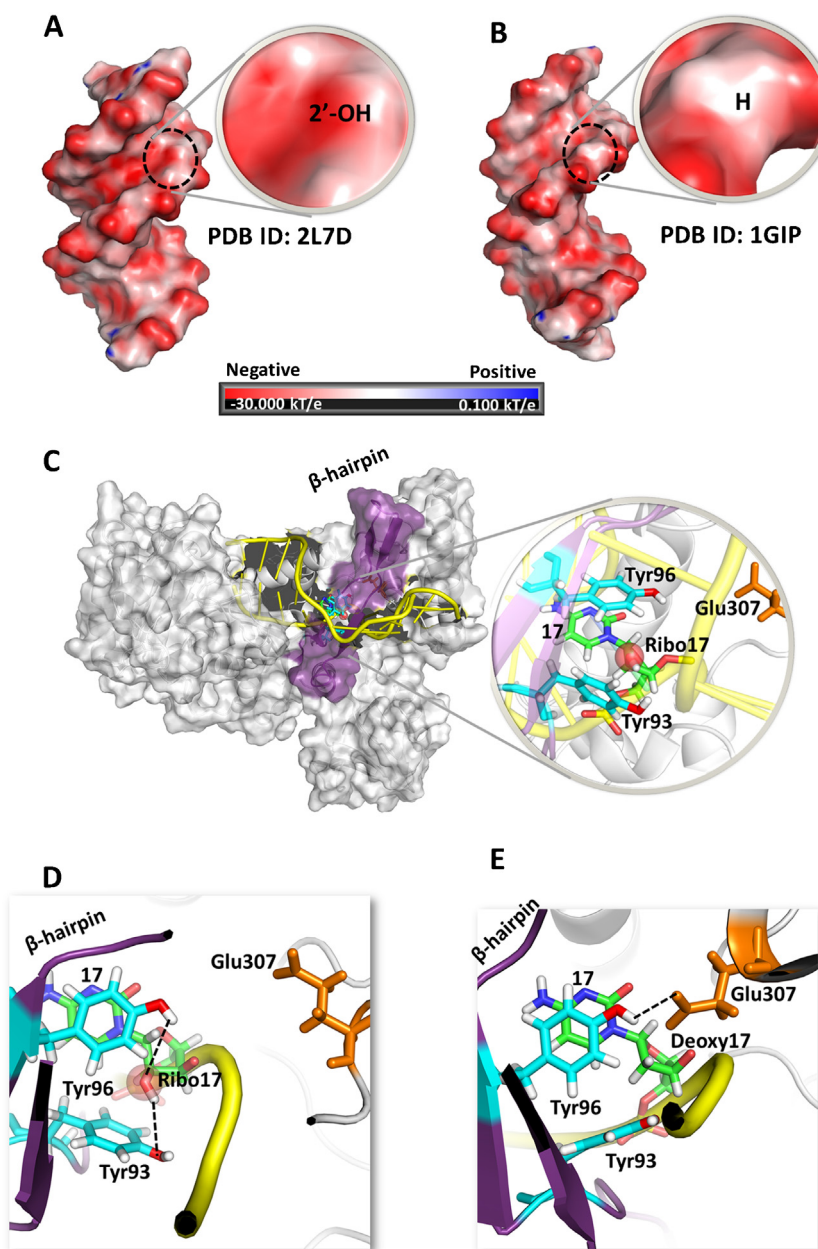 A
B
2’-OH
H
PDB ID: 2L7D
PDB ID: 1GIP
Negative
Positive
-30.000 kT/e
0.100 kT/e
C
β-hairpin
Tyr96
Glu307
17
Ribo17
Tyr93
D
E
β-hairpin
17
Glu307
Tyr96
Ribo17
Tyr93
β-hairpin
17
Glu307
Deoxy17
Tyr96
Tyr93